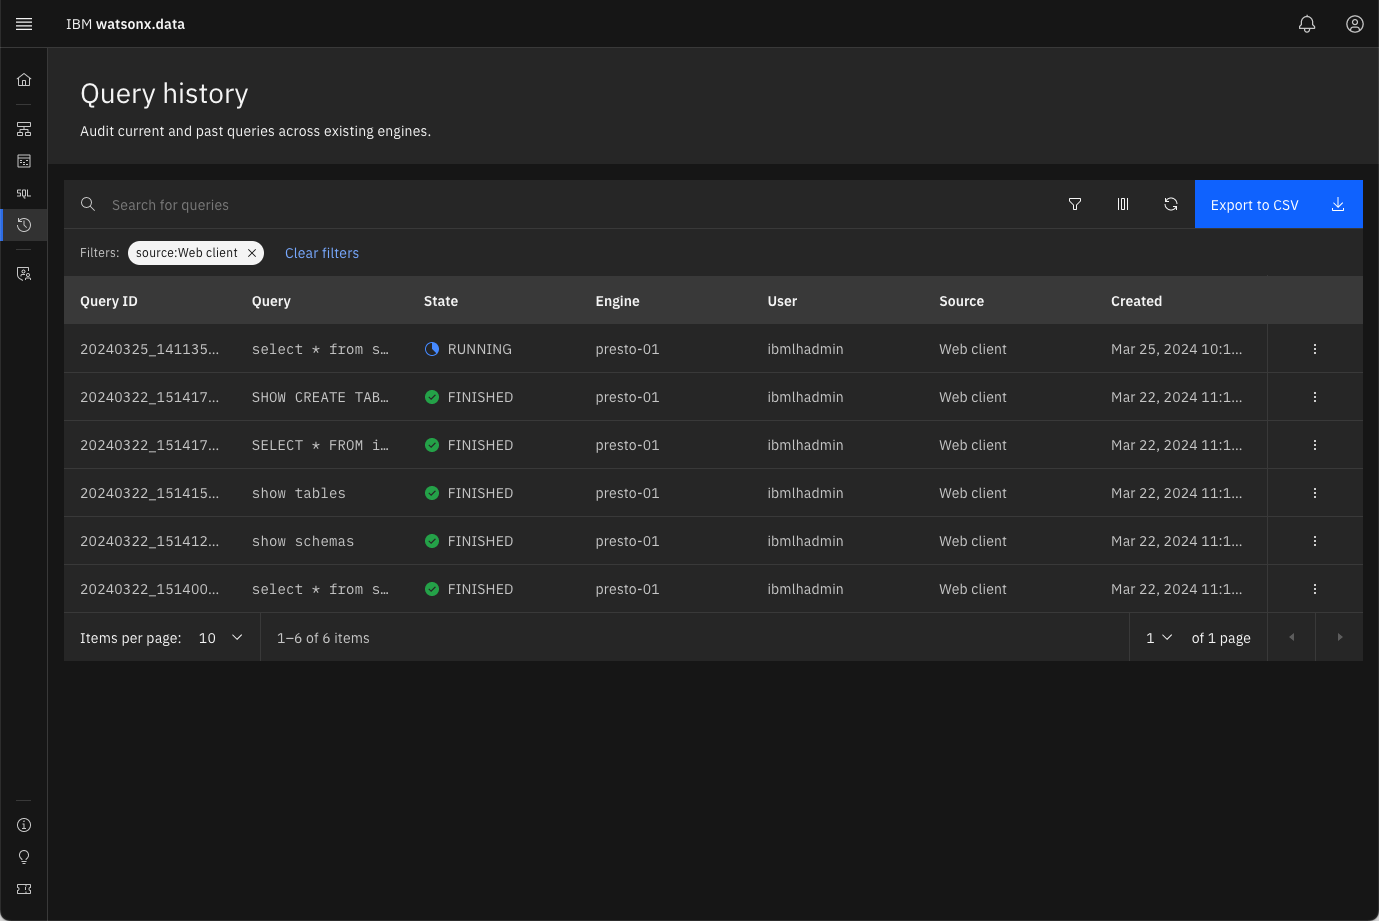 IBM watsonx.data
Query history
Audit current and past queries across existing engines.
SQL
Search for queries
Export to CSV
Filters: source:Web client Clear filters
Query ID Query State Engine User Source Created
20240325_141135... select * from s... RUNNING presto-01 ibmlhadmin Web client Mar 25, 2024 10:1...
20240322_151417... SHOW CREATE TAB... FINISHED presto-01 ibmlhadmin Web client Mar 22, 2024 11:1...
20240322_151417... SELECT * FROM i... FINISHED presto-01 ibmlhadmin Web client Mar 22, 2024 11:1...
20240322_151415... show tables FINISHED presto-01 ibmlhadmin Web client Mar 22, 2024 11:1...
20240322_151412... show schemas FINISHED presto-01 ibmlhadmin Web client Mar 22, 2024 11:1...
20240322_151400... select * from s... FINISHED presto-01 ibmlhadmin Web client Mar 22, 2024 11:1...
Items per page: 10 1–6 of 6 items 1 of 1 page